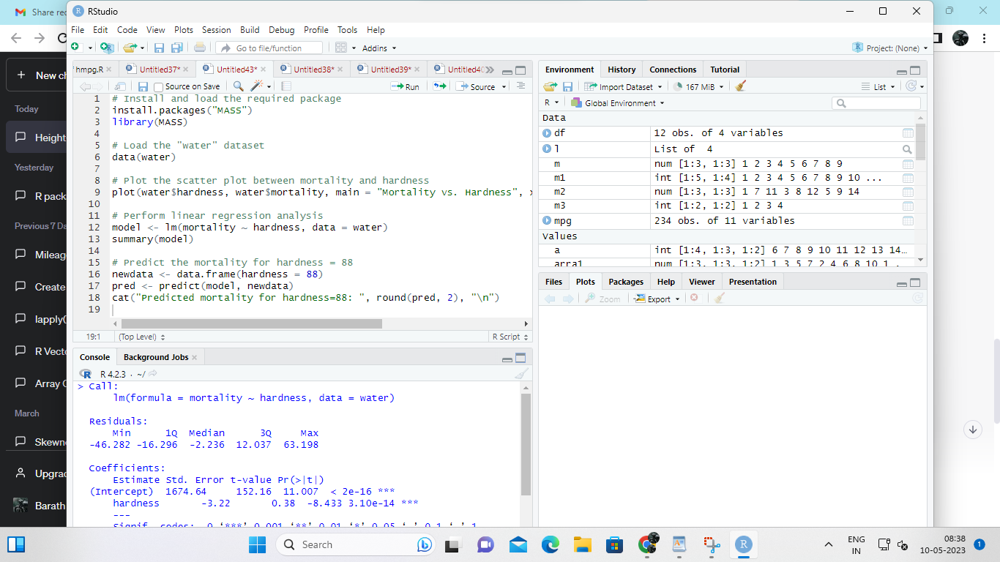 Share rec
RStudio
File Edit Code View Plots Session Build Debug Profile Tools Help
Go to file/function
Addins
Project: (None)
hmpg.R Untitled37* Untitled43* Untitled38* Untitled39* Untitled4
Source on Save Run Source
1 # Install and load the required package
2 install.packages("MASS")
3 library(MASS)
4
5 # Load the "water" dataset
6 data(water)
7
8 # Plot the scatter plot between mortality and hardness
9 plot(water$hardness, water$mortality, main = "Mortality vs. Hardness",
10
11 # Perform linear regression analysis
12 model <- lm(mortality ~ hardness, data = water)
13 summary(model)
14
15 # Predict the mortality for hardness = 88
16 newdata <- data.frame(hardness = 88)
17 pred <- predict(model, newdata)
18 cat("Predicted mortality for hardness=88: ", round(pred, 2), "\n")
19
19:1 (Top Level) R Script
Console Background Jobs
R 4.2.3 · ~/
> Call:
lm(formula = mortality ~ hardness, data = water)
Residuals:
Min 1Q Median 3Q Max
-46.282 -16.296 -2.236 12.037 63.198
Coefficients:
Estimate Std. Error t-value Pr(>|t|)
(Intercept) 1674.64 152.16 11.007 < 2e-16 ***
hardness -3.22 0.38 -8.433 3.10e-14 ***
---
Signif. codes: 0 ‘***’ 0.001 ‘**’ 0.01 ‘*’ 0.05 ‘.’ 0.1 ‘ ’ 1
Environment History Connections Tutorial
Import Dataset 167 MiB List
R Global Environment
Data
df 12 obs. of 4 variables
l List of 4
m num [1:3, 1:3] 1 2 3 4 5 6 7 8 9
m1 int [1:5, 1:4] 1 2 3 4 5 6 7 8 9 10 ...
m2 num [1:3, 1:3] 1 7 11 3 8 12 5 9 14
m3 int [1:2, 1:2] 1 2 3 4
mpg 234 obs. of 11 variables
Values
a int [1:4, 1:3, 1:2] 6 7 8 9 10 11 12 13 14…
arra1 num [1:3, 1:3, 1:2] 1 3 5 7 2 4 6 8 10 1 .
Files Plots Packages Help Viewer Presentation
Zoom Export
New ch
Today
Height
Yesterday
R pack
Previous 7 Da
Mileag
Create
lapply(
R Vect
Array
March
Skewn
Upgra
Barath
Search
ENG
IN
08:38
10-05-2023
1